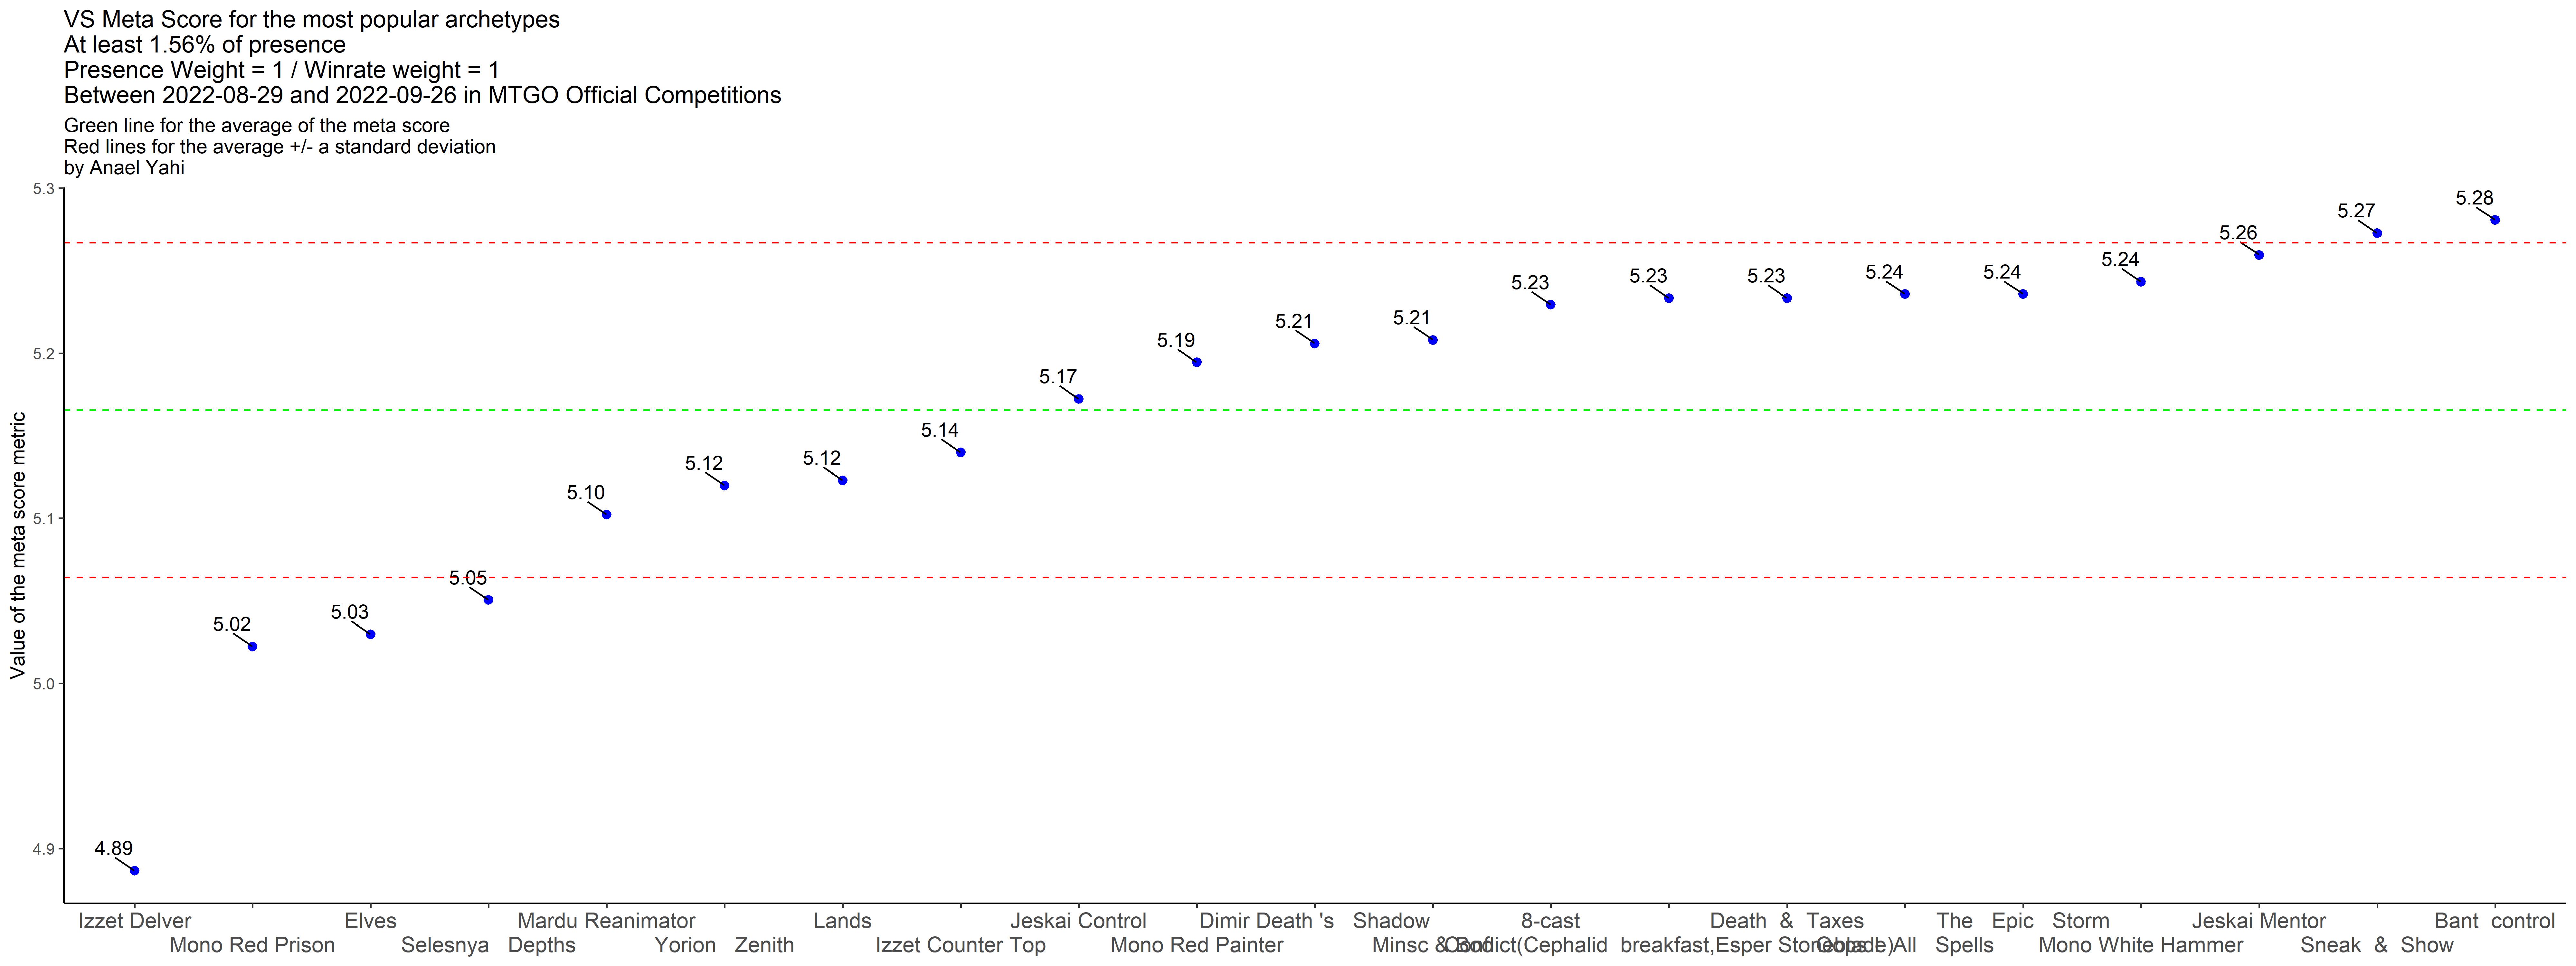 VS Meta Score for the most popular archetypes
At least 1.56% of presence
Presence Weight = 1 / Winrate weight = 1
Between 2022-08-29 and 2022-09-26 in MTGO Official Competitions
Green line for the average of the meta score
Red lines for the average +/- a standard deviation
by Anael Yahi
Value of the meta score metric
5.3
5.2
5.1
5.0
4.9
4.89
5.02
5.03
5.05
5.10
5.12
5.12
5.14
5.17
5.19
5.21
5.21
5.23
5.23
5.23
5.24
5.24
5.24
5.26
5.27
5.28
Izzet Delver
Mono Red Prison
Elves
Selesnya Depths
Mardu Reanimator
Yorion Zenith
Lands
Izzet Counter Top
Jeskai Control
Mono Red Painter
Dimir Death 's Shadow
Minsc &
8-cast
Conflict(Cephalid breakfast,Esper Stoneblade)
Death & Taxes
All Spells
The Epic Storm
Mono White Hammer
Jeskai Mentor
Sneak & Show
Bant control